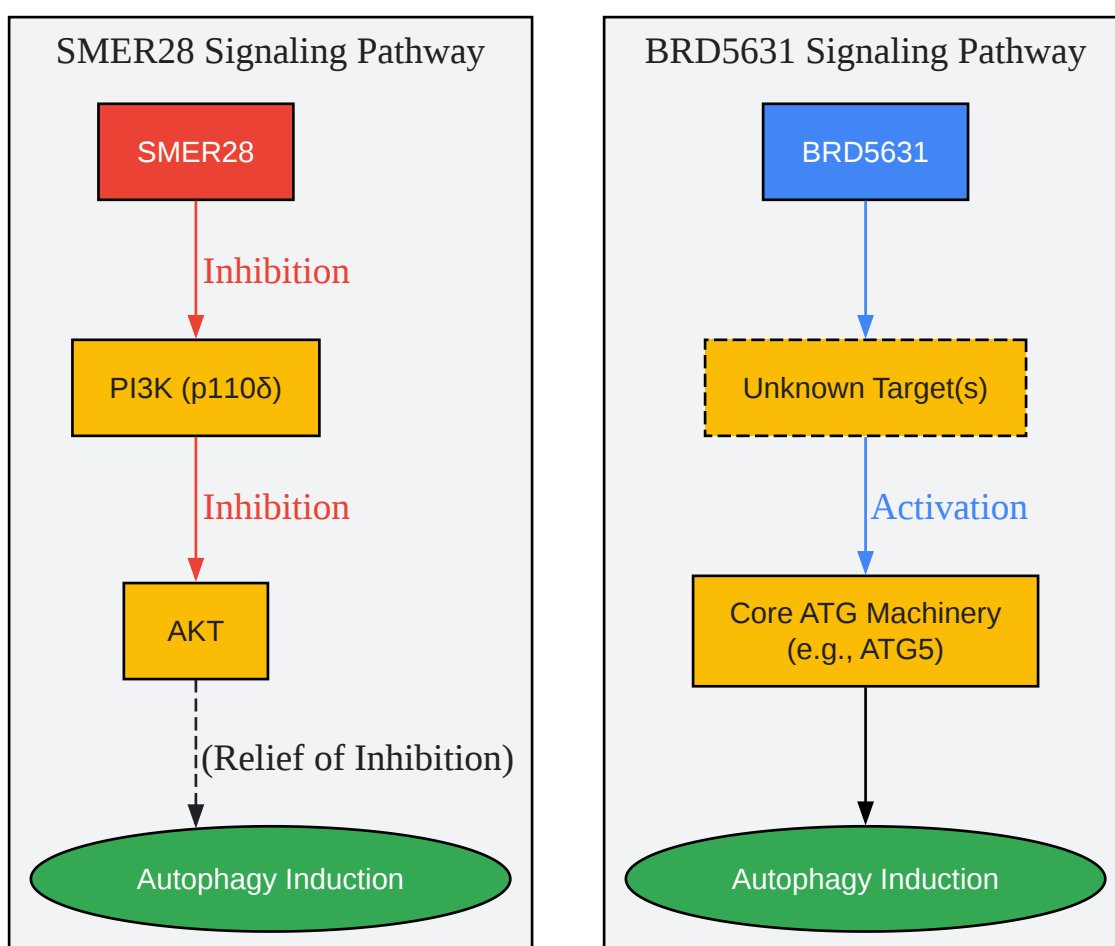 SMER28 Signaling Pathway
SMER28
Inhibition
PI3K (p110δ)
Inhibition
AKT
(Relief of Inhibition)
Autophagy Induction
BRD5631 Signaling Pathway
BRD5631
Unknown Target(s)
Activation
Core ATG Machinery
(e.g., ATG5)
Autophagy Induction